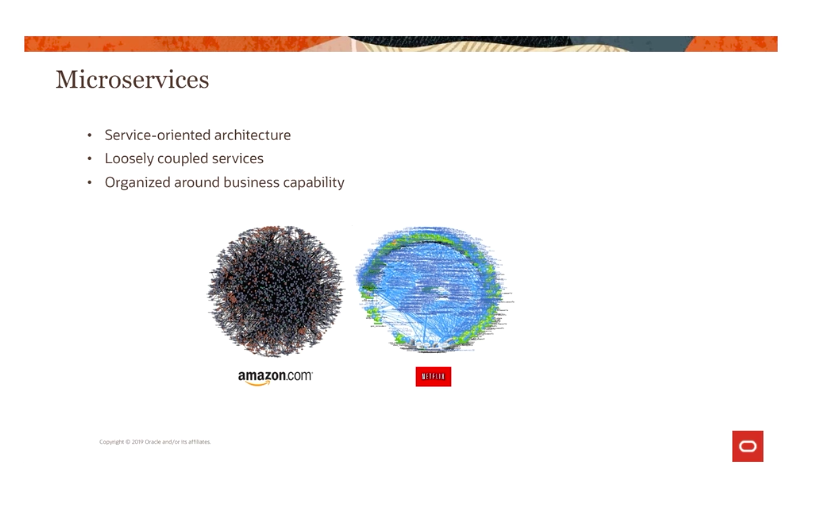 Microservices
• Service-oriented architecture
• Loosely coupled services
• Organized around business capability
amazon.com
NETFLIX
Copyright © 2019 Oracle and/or its affiliates.